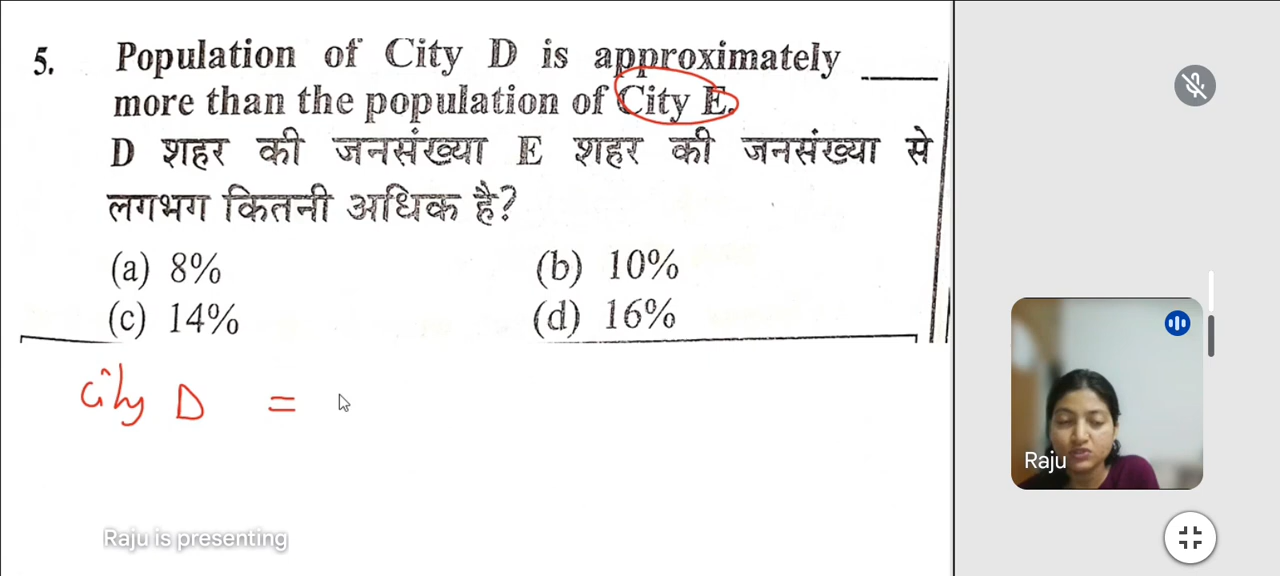 5. Population of City D is approximately ____
more than the population of City E.
D शहर की जनसंख्या E शहर की जनसंख्या से
लगभग कितनी अधिक है?
(a) 8% (b) 10%
(c) 14% (d) 16%
City D =
Raju is presenting
Raju